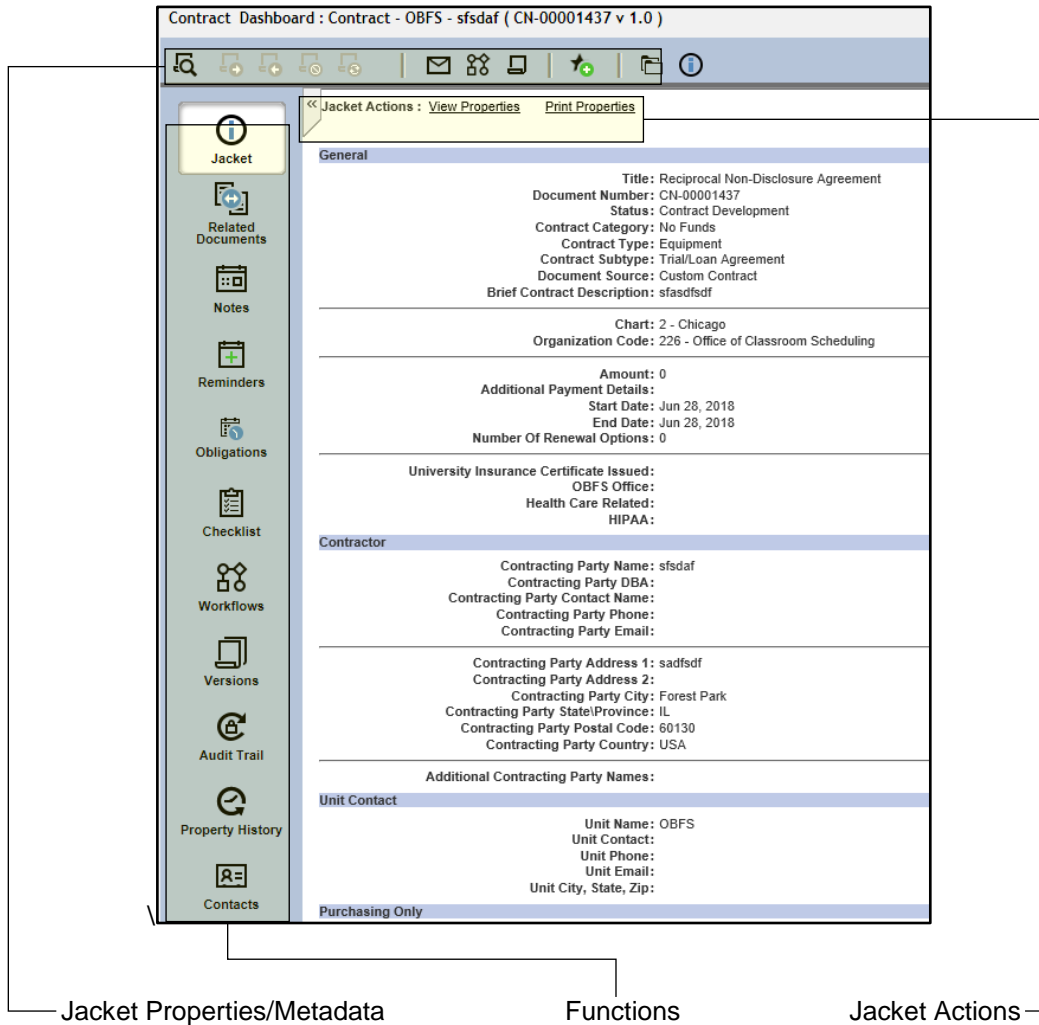 Contract Dashboard : Contract - OBFS - sfsdaf ( CN-00001437 v 1.0 )
« Jacket Actions : View Properties Print Properties
Jacket
Related
Documents
Notes
Reminders
Obligations
Checklist
Workflows
Versions
Audit Trail
Property History
Contacts
General
Title: Reciprocal Non-Disclosure Agreement
Document Number: CN-00001437
Status: Contract Development
Contract Category: No Funds
Contract Type: Equipment
Contract Subtype: Trial/Loan Agreement
Document Source: Custom Contract
Brief Contract Description: sfasdfsdf
Chart: 2 - Chicago
Organization Code: 226 - Office of Classroom Scheduling
Amount: 0
Additional Payment Details:
Start Date: Jun 28, 2018
End Date: Jun 28, 2018
Number Of Renewal Options: 0
University Insurance Certificate Issued:
OBFS Office:
Health Care Related:
HIPAA:
Contractor
Contracting Party Name: sfsdaf
Contracting Party DBA:
Contracting Party Contact Name:
Contracting Party Phone:
Contracting Party Email:
Contracting Party Address 1: sadfsdf
Contracting Party Address 2:
Contracting Party City: Forest Park
Contracting Party State\Province: IL
Contracting Party Postal Code: 60130
Contracting Party Country: USA
Additional Contracting Party Names:
Unit Contact
Unit Name: OBFS
Unit Contact:
Unit Phone:
Unit Email:
Unit City, State, Zip:
Purchasing Only
\
Jacket Properties/Metadata Functions Jacket Actions